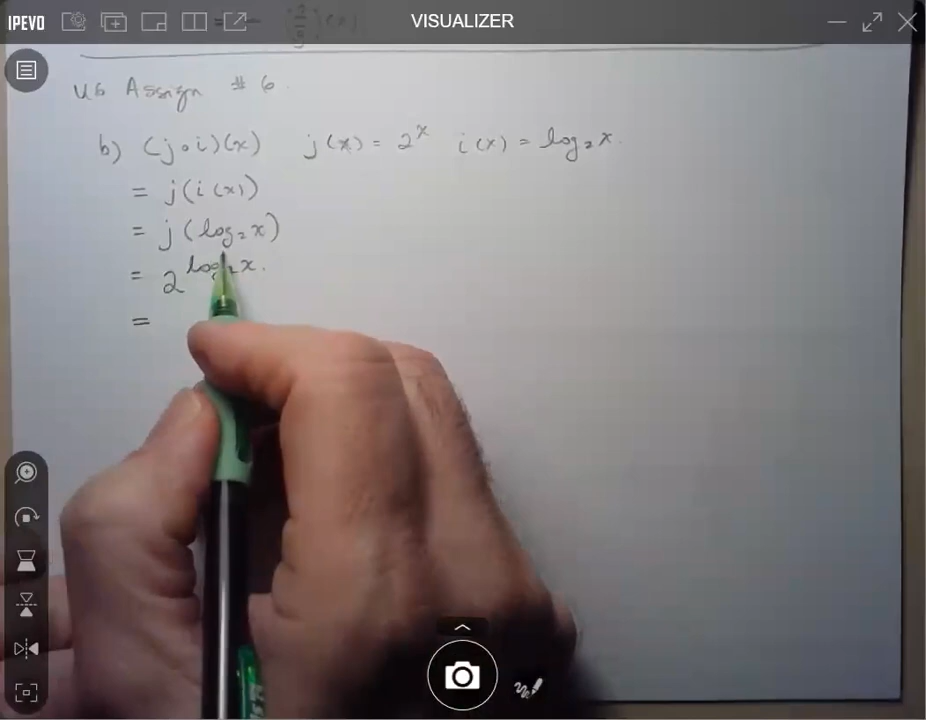 IPEVO VISUALIZER
U6 Assign # 6
b) (j∘i)(x) j(x) = 2^x i(x) = log₂x.
= j(i(x))
= j(log₂x)
= 2^log₂x.
=